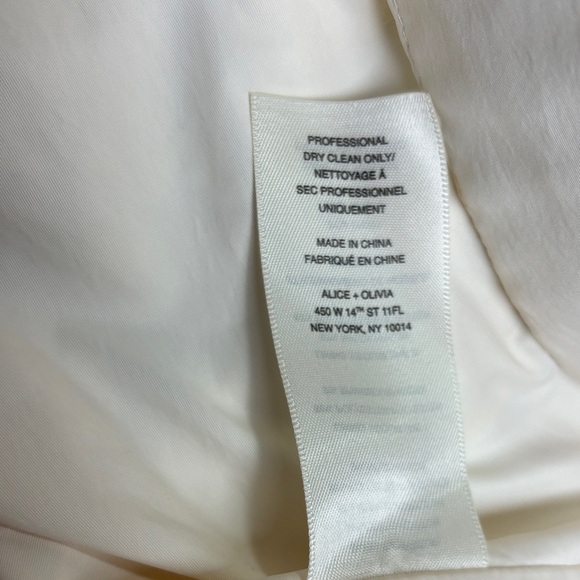 PROFESSIONAL
DRY CLEAN ONLY/
NETTOYAGE À
SEC PROFESSIONNEL
UNIQUEMENT
MADE IN CHINA
FABRIQUÉ EN CHINE
ALICE + OLIVIA
450 W 14TH ST 11FL
NEW YORK, NY 10014